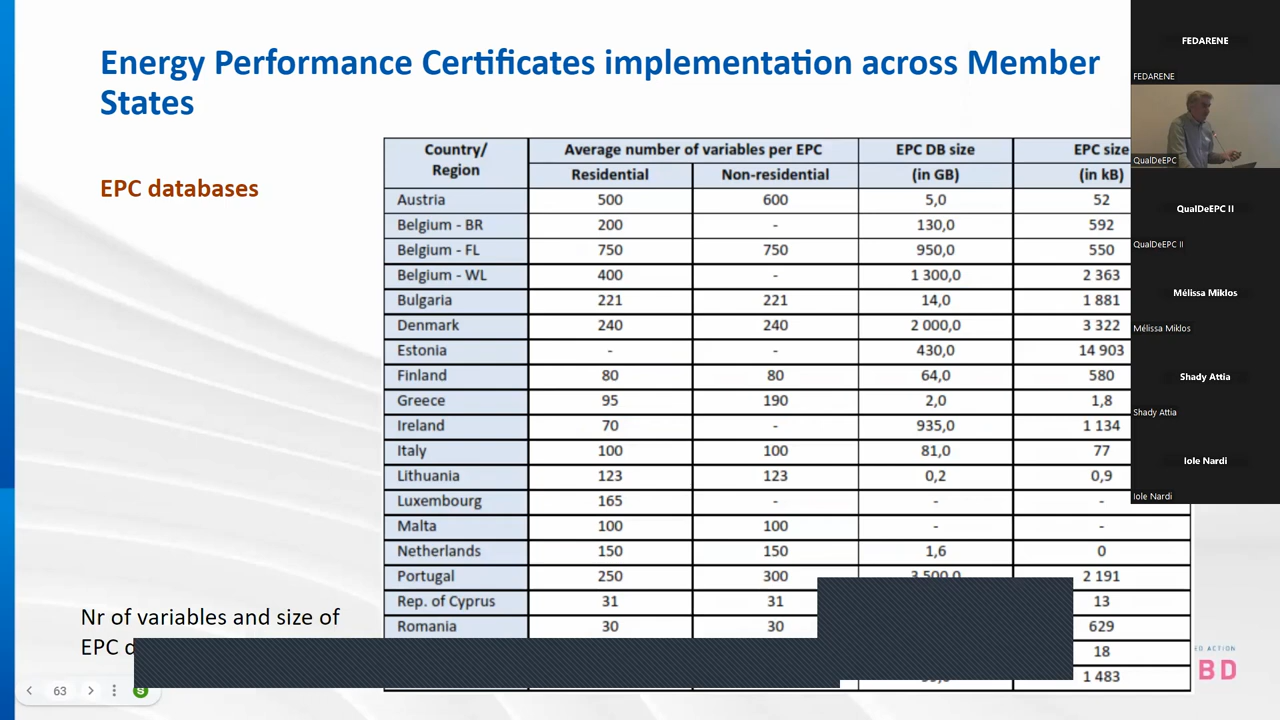 Energy Performance Certificates implementation across Member
States
EPC databases
Country/ Region Average number of variables per EPC EPC DB size EPC size
Residential Non-residential (in GB) (in kB)
Austria 500 600 5,0 52
Belgium - BR 200 - 130,0 592
Belgium - FL 750 750 950,0 550
Belgium - WL 400 - 1 300,0 2 363
Bulgaria 221 221 14,0 1 881
Denmark 240 240 2 000,0 3 322
Estonia - - 430,0 14 903
Finland 80 80 64,0 580
Greece 95 190 2,0 1,8
Ireland 70 - 935,0 1 134
Italy 100 100 81,0 77
Lithuania 123 123 0,2 0,9
Luxembourg 165 - - -
Malta 100 100 - -
Netherlands 150 150 1,6 0
Portugal 250 300 3 500,0 2 191
Rep. of Cyprus 31 31 13
Romania 30 30 629
18
1 483
Nr of variables and size of
EPC
63
FEDARENE
FEDARENE
QualDeEPC
QualDeEPC II
QualDeEPC II
Mélissa Miklos
Mélissa Miklos
Shady Attia
Shady Attia
Iole Nardi
Iole Nardi
ACTION
BD